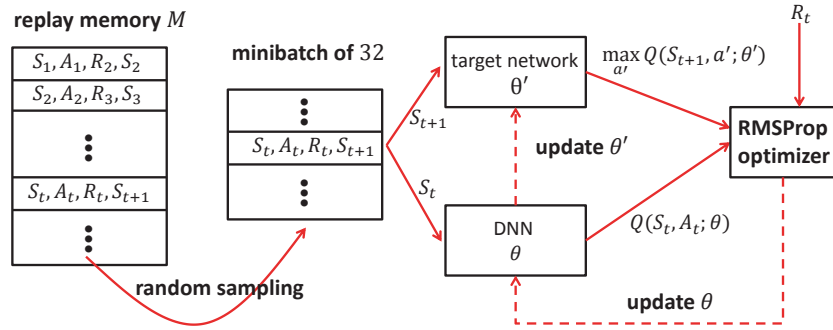 replay memory M
S₁, A₁, R₂, S₂
S₂, A₂, R₃, S₃
Sₜ, Aₜ, Rₜ, Sₜ₊₁
random sampling
minibatch of 32
Sₜ, Aₜ, Rₜ, Sₜ₊₁
Sₜ₊₁
Sₜ
target network
θ′
update θ′
DNN
θ
max Q(Sₜ₊₁, a′; θ′)
a′
Q(Sₜ, Aₜ; θ)
Rₜ
RMSProp
optimizer
update θ